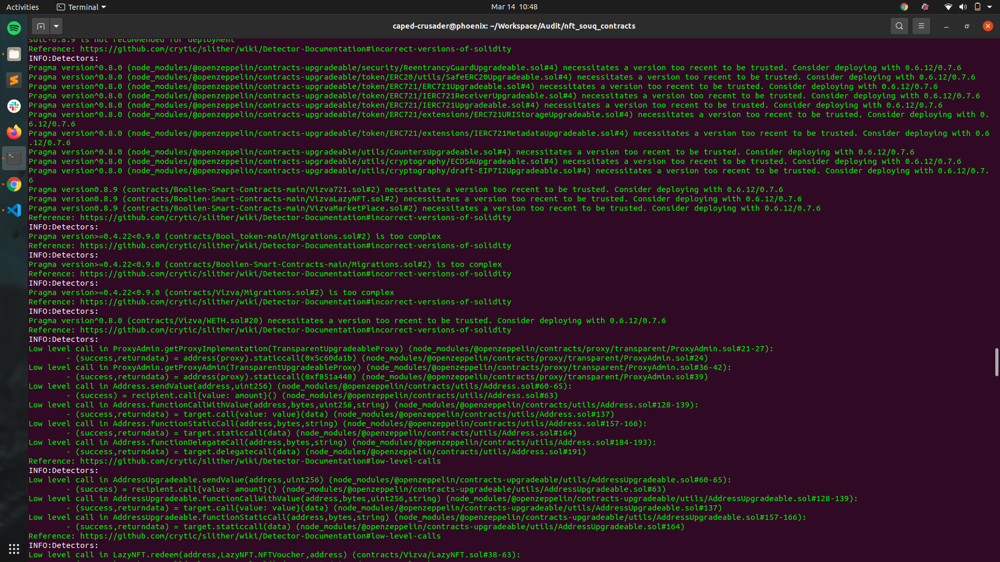 Activities
Terminal
Mar 14 10:48
caped-crusader@phoenix: ~/Workspace/Audit/nft_souq_contracts
solc-0.8.9 is not recommended for deployment
Reference: https://github.com/crytic/slither/wiki/Detector-Documentation#incorrect-versions-of-solidity
INFO:Detectors:
Pragma version^0.8.0 (node_modules/@openzeppelin/contracts-upgradeable/security/ReentrancyGuardUpgradeable.sol#4) necessitates a version too recent to be trusted. Consider deploying with 0.6.12/0.7.6
Pragma version^0.8.0 (node_modules/@openzeppelin/contracts-upgradeable/token/ERC20/utils/SafeERC20Upgradeable.sol#4) necessitates a version too recent to be trusted. Consider deploying with 0.6.12/0.7.6
Pragma version^0.8.0 (node_modules/@openzeppelin/contracts-upgradeable/token/ERC721/ERC721Upgradeable.sol#4) necessitates a version too recent to be trusted. Consider deploying with 0.6.12/0.7.6
Pragma version^0.8.0 (node_modules/@openzeppelin/contracts-upgradeable/token/ERC721/IERC721ReceiverUpgradeable.sol#4) necessitates a version too recent to be trusted. Consider deploying with 0.6.12/0.7.6
Pragma version^0.8.0 (node_modules/@openzeppelin/contracts-upgradeable/token/ERC721/IERC721Upgradeable.sol#4) necessitates a version too recent to be trusted. Consider deploying with 0.6.12/0.7.6
Pragma version^0.8.0 (node_modules/@openzeppelin/contracts-upgradeable/token/ERC721/extensions/ERC721URIStorageUpgradeable.sol#4) necessitates a version too recent to be trusted. Consider deploying with 0.
6.12/0.7.6
Pragma version^0.8.0 (node_modules/@openzeppelin/contracts-upgradeable/token/ERC721/extensions/IERC721MetadataUpgradeable.sol#4) necessitates a version too recent to be trusted. Consider deploying with 0.6
.12/0.7.6
Pragma version^0.8.0 (node_modules/@openzeppelin/contracts-upgradeable/utils/CountersUpgradeable.sol#4) necessitates a version too recent to be trusted. Consider deploying with 0.6.12/0.7.6
Pragma version^0.8.0 (node_modules/@openzeppelin/contracts-upgradeable/utils/cryptography/ECDSAUpgradeable.sol#4) necessitates a version too recent to be trusted. Consider deploying with 0.6.12/0.7.6
Pragma version^0.8.0 (node_modules/@openzeppelin/contracts-upgradeable/utils/cryptography/draft-EIP712Upgradeable.sol#4) necessitates a version too recent to be trusted. Consider deploying with 0.6.12/0.7.
6
Pragma version0.8.9 (contracts/Boolien-Smart-Contracts-main/Vizva721.sol#2) necessitates a version too recent to be trusted. Consider deploying with 0.6.12/0.7.6
Pragma version0.8.9 (contracts/Boolien-Smart-Contracts-main/VizvaLazyNFT.sol#2) necessitates a version too recent to be trusted. Consider deploying with 0.6.12/0.7.6
Pragma version0.8.9 (contracts/Boolien-Smart-Contracts-main/VizvaMarketPlace.sol#2) necessitates a version too recent to be trusted. Consider deploying with 0.6.12/0.7.6
Reference: https://github.com/crytic/slither/wiki/Detector-Documentation#incorrect-versions-of-solidity
INFO:Detectors:
Pragma version>=0.4.22<0.9.0 (contracts/Bool_token-main/Migrations.sol#2) is too complex
Reference: https://github.com/crytic/slither/wiki/Detector-Documentation#incorrect-versions-of-solidity
INFO:Detectors:
Pragma version>=0.4.22<0.9.0 (contracts/Boolien-Smart-Contracts-main/Migrations.sol#2) is too complex
Reference: https://github.com/crytic/slither/wiki/Detector-Documentation#incorrect-versions-of-solidity
INFO:Detectors:
Pragma version>=0.4.22<0.9.0 (contracts/Vizva/Migrations.sol#2) is too complex
Reference: https://github.com/crytic/slither/wiki/Detector-Documentation#incorrect-versions-of-solidity
INFO:Detectors:
Pragma version^0.8.0 (contracts/Vizva/WETH.sol#20) necessitates a version too recent to be trusted. Consider deploying with 0.6.12/0.7.6
Reference: https://github.com/crytic/slither/wiki/Detector-Documentation#incorrect-versions-of-solidity
INFO:Detectors:
Low level call in ProxyAdmin.getProxyImplementation(TransparentUpgradeableProxy) (node_modules/@openzeppelin/contracts/proxy/transparent/ProxyAdmin.sol#21-27):
- (success,returndata) = address(proxy).staticcall(0x5c60da1b) (node_modules/@openzeppelin/contracts/proxy/transparent/ProxyAdmin.sol#24)
Low level call in ProxyAdmin.getProxyAdmin(TransparentUpgradeableProxy) (node_modules/@openzeppelin/contracts/proxy/transparent/ProxyAdmin.sol#36-42):
- (success,returndata) = address(proxy).staticcall(0xf851a440) (node_modules/@openzeppelin/contracts/proxy/transparent/ProxyAdmin.sol#39)
Low level call in Address.sendValue(address,uint256) (node_modules/@openzeppelin/contracts/utils/Address.sol#60-65):
- (success) = recipient.call{value: amount}() (node_modules/@openzeppelin/contracts/utils/Address.sol#63)
Low level call in Address.functionCallWithValue(address,bytes,uint256,string) (node_modules/@openzeppelin/contracts/utils/Address.sol#128-139):
- (success,returndata) = target.call{value: value}(data) (node_modules/@openzeppelin/contracts/utils/Address.sol#137)
Low level call in Address.functionStaticCall(address,bytes,string) (node_modules/@openzeppelin/contracts/utils/Address.sol#157-166):
- (success,returndata) = target.staticcall(data) (node_modules/@openzeppelin/contracts/utils/Address.sol#164)
Low level call in Address.functionDelegateCall(address,bytes,string) (node_modules/@openzeppelin/contracts/utils/Address.sol#184-193):
- (success,returndata) = target.delegatecall(data) (node_modules/@openzeppelin/contracts/utils/Address.sol#191)
Reference: https://github.com/crytic/slither/wiki/Detector-Documentation#low-level-calls
INFO:Detectors:
Low level call in AddressUpgradeable.sendValue(address,uint256) (node_modules/@openzeppelin/contracts-upgradeable/utils/AddressUpgradeable.sol#60-65):
- (success) = recipient.call{value: amount}() (node_modules/@openzeppelin/contracts-upgradeable/utils/AddressUpgradeable.sol#63)
Low level call in AddressUpgradeable.functionCallWithValue(address,bytes,uint256,string) (node_modules/@openzeppelin/contracts-upgradeable/utils/AddressUpgradeable.sol#128-139):
- (success,returndata) = target.call{value: value}(data) (node_modules/@openzeppelin/contracts-upgradeable/utils/AddressUpgradeable.sol#137)
Low level call in AddressUpgradeable.functionStaticCall(address,bytes,string) (node_modules/@openzeppelin/contracts-upgradeable/utils/AddressUpgradeable.sol#157-166):
- (success,returndata) = target.staticcall(data) (node_modules/@openzeppelin/contracts-upgradeable/utils/AddressUpgradeable.sol#164)
Reference: https://github.com/crytic/slither/wiki/Detector-Documentation#low-level-calls
INFO:Detectors:
Low level call in LazyNFT.redeem(address,LazyNFT.NFTVoucher,address) (contracts/Vizva/LazyNFT.sol#38-63):